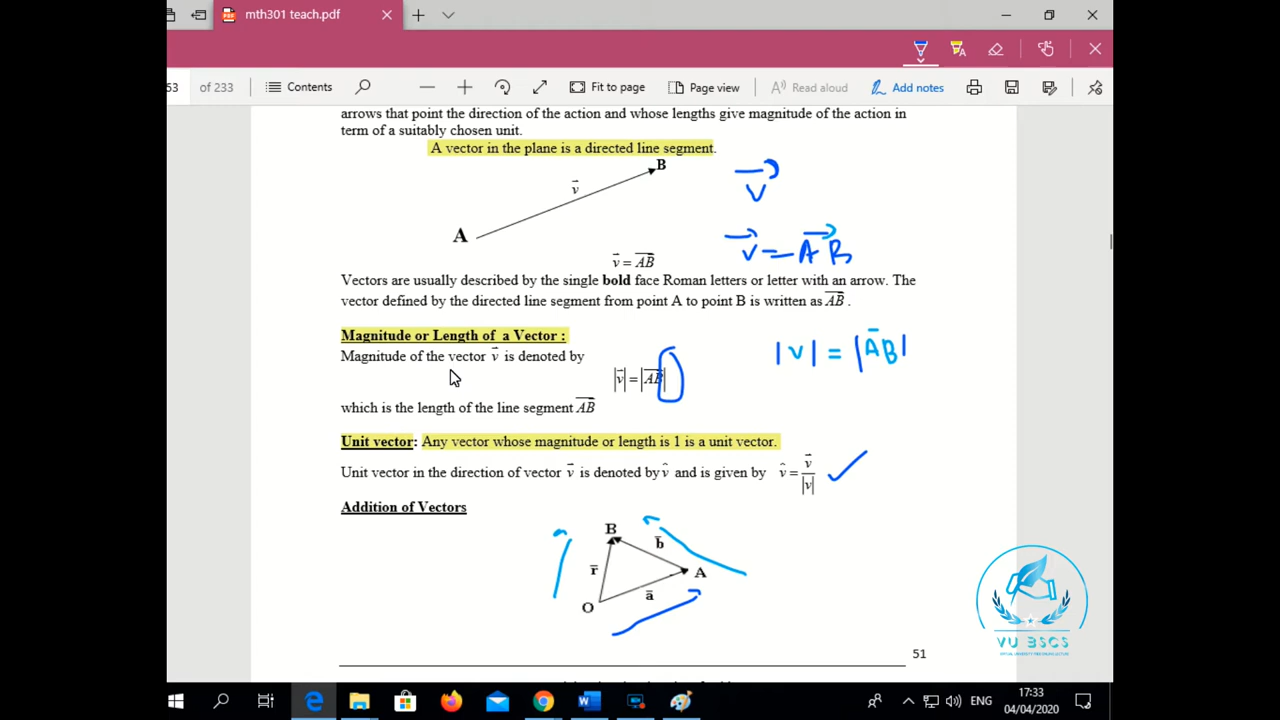 mth301 teach.pdf
53 of 233 Contents Fit to page Page view Read aloud Add notes
arrows that point the direction of the action and whose lengths give magnitude of the action in
term of a suitably chosen unit.
A vector in the plane is a directed line segment.
B
v⃗
A
v⃗
v⃗ = AB⃗
v⃗ = AB⃗
Vectors are usually described by the single bold face Roman letters or letter with an arrow. The
vector defined by the directed line segment from point A to point B is written as AB⃗ .
Magnitude or Length of a Vector :
Magnitude of the vector v⃗ is denoted by
|v| = |A̅B|
|v⃗| = |AB⃗|
which is the length of the line segment AB⃗
Unit vector: Any vector whose magnitude or length is 1 is a unit vector.
Unit vector in the direction of vector v⃗ is denoted by v̂ and is given by v̂ = v⃗/|v|
Addition of Vectors
B
b̅
r̅
A
a̅
O
VU BSCS
51
ENG
17:33
04/04/2020